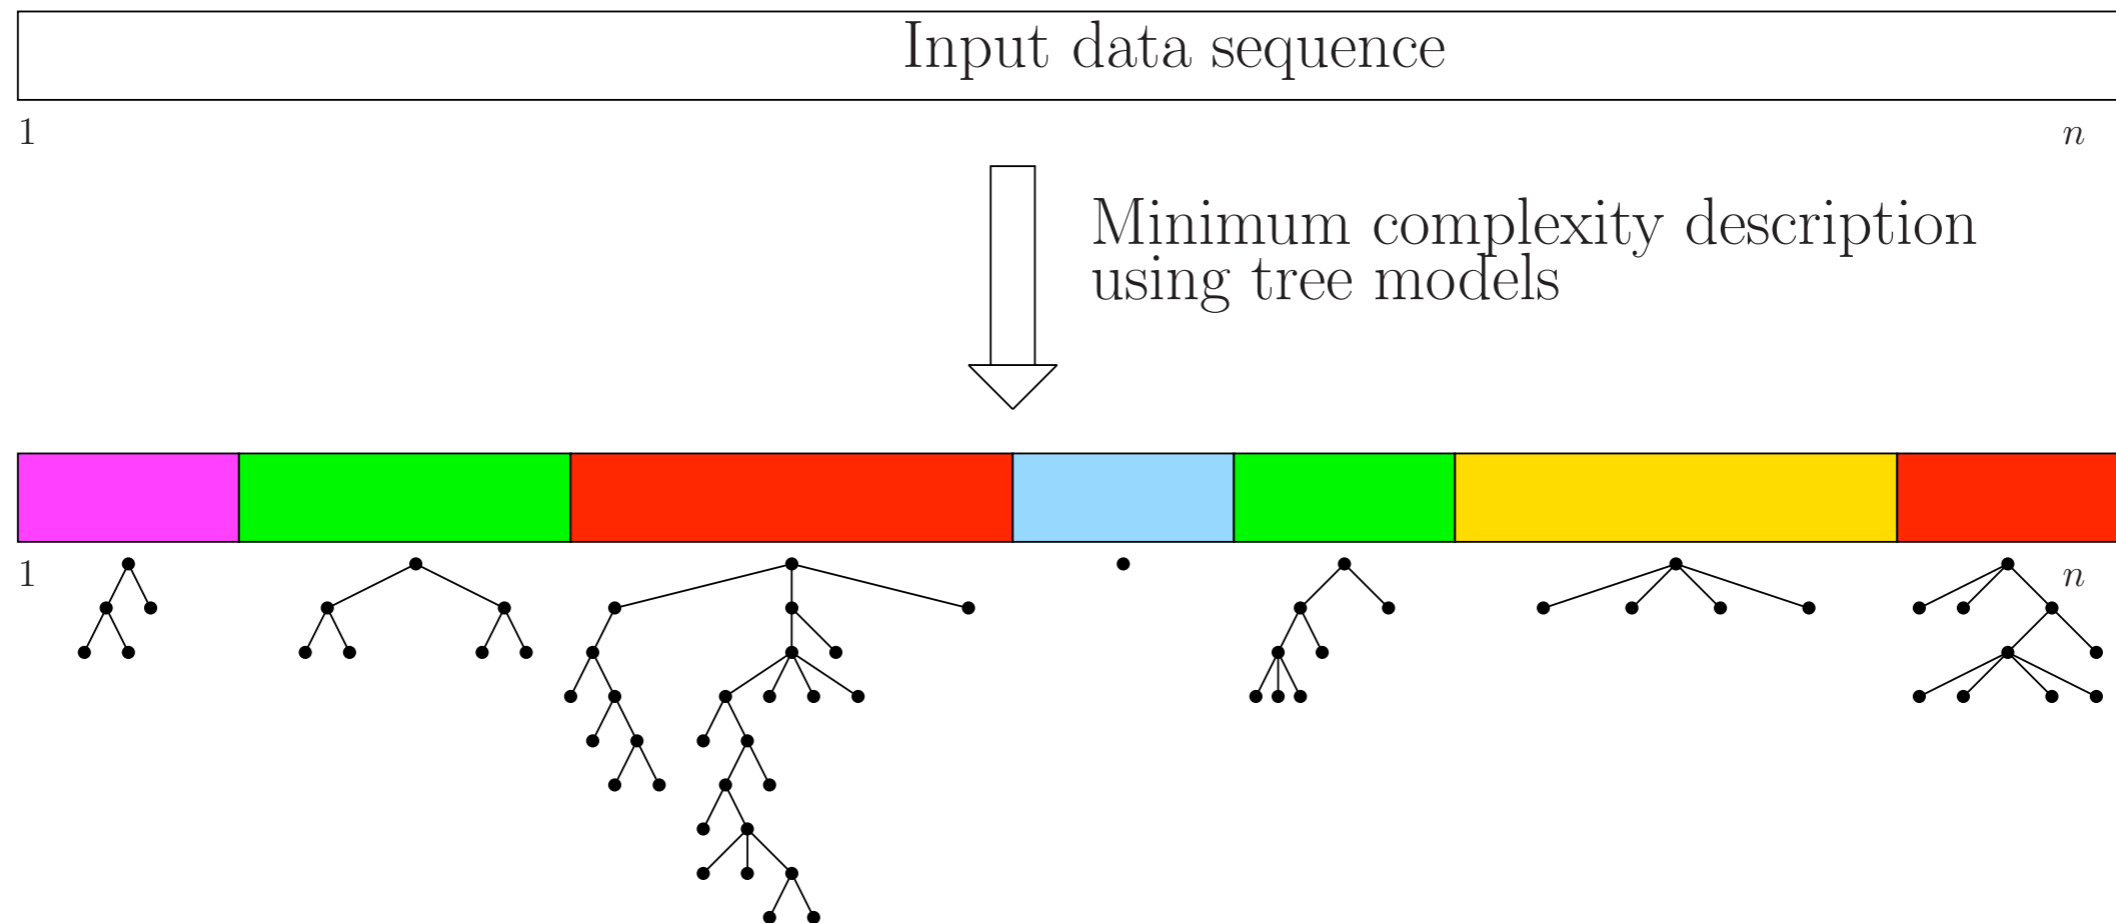 Input data sequence
1
n
Minimum complexity description
using tree models
1
n